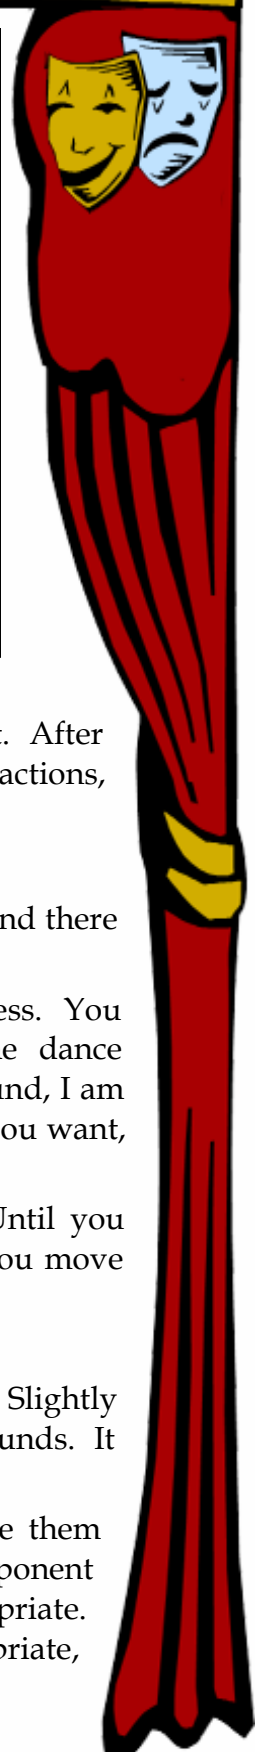 . After
actions,
nd there
ess. You
e dance
und, I am
ou want,
Until you
ou move
Slightly
unds. It
e them
ponent
priate.
priate,